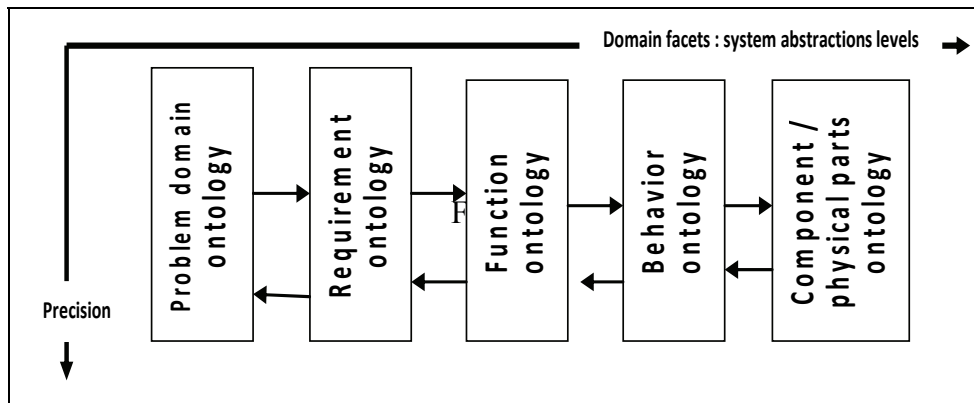 Domain facets : system abstractions levels
Problem domain
ontology
Requirement
ontology
F
Function
ontology
Behavior
ontology
Component /
physical parts
ontology
Precision